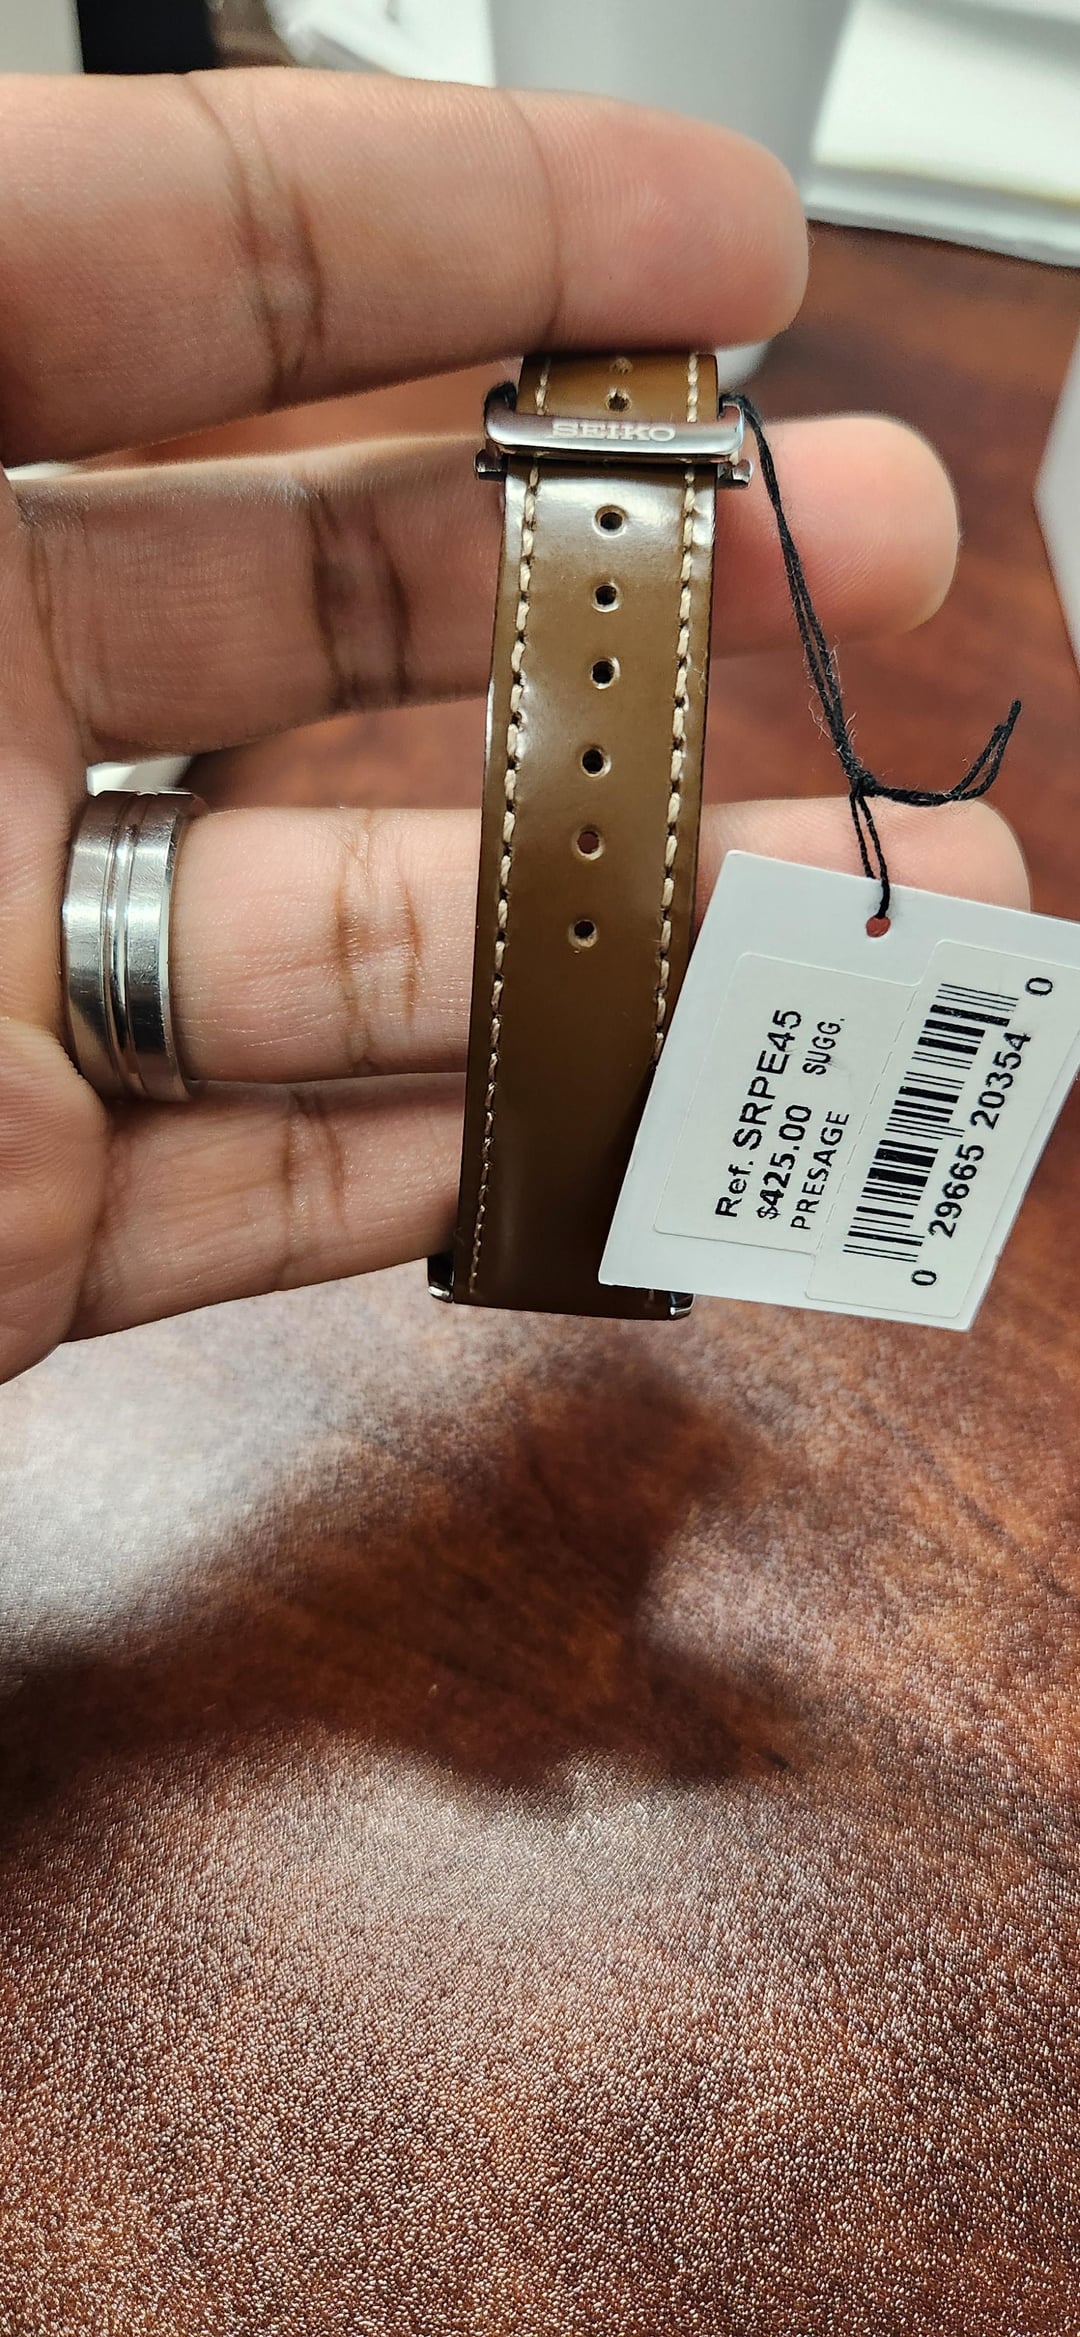 SEIKO
Ref. SRPE45
$425.00 SUGG.
PRESAGE
0 29665 20354 0